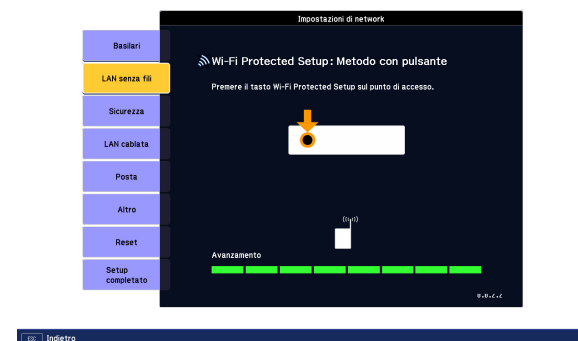 Impostazioni di network
Basilari
LAN senza fili
Sicurezza
LAN cablata
Posta
Altro
Reset
Setup
completato
Wi-Fi Protected Setup: Metodo con pulsante
Premere il tasto Wi-Fi Protected Setup sul punto di accesso.
Avanzamento
ESC Indietro